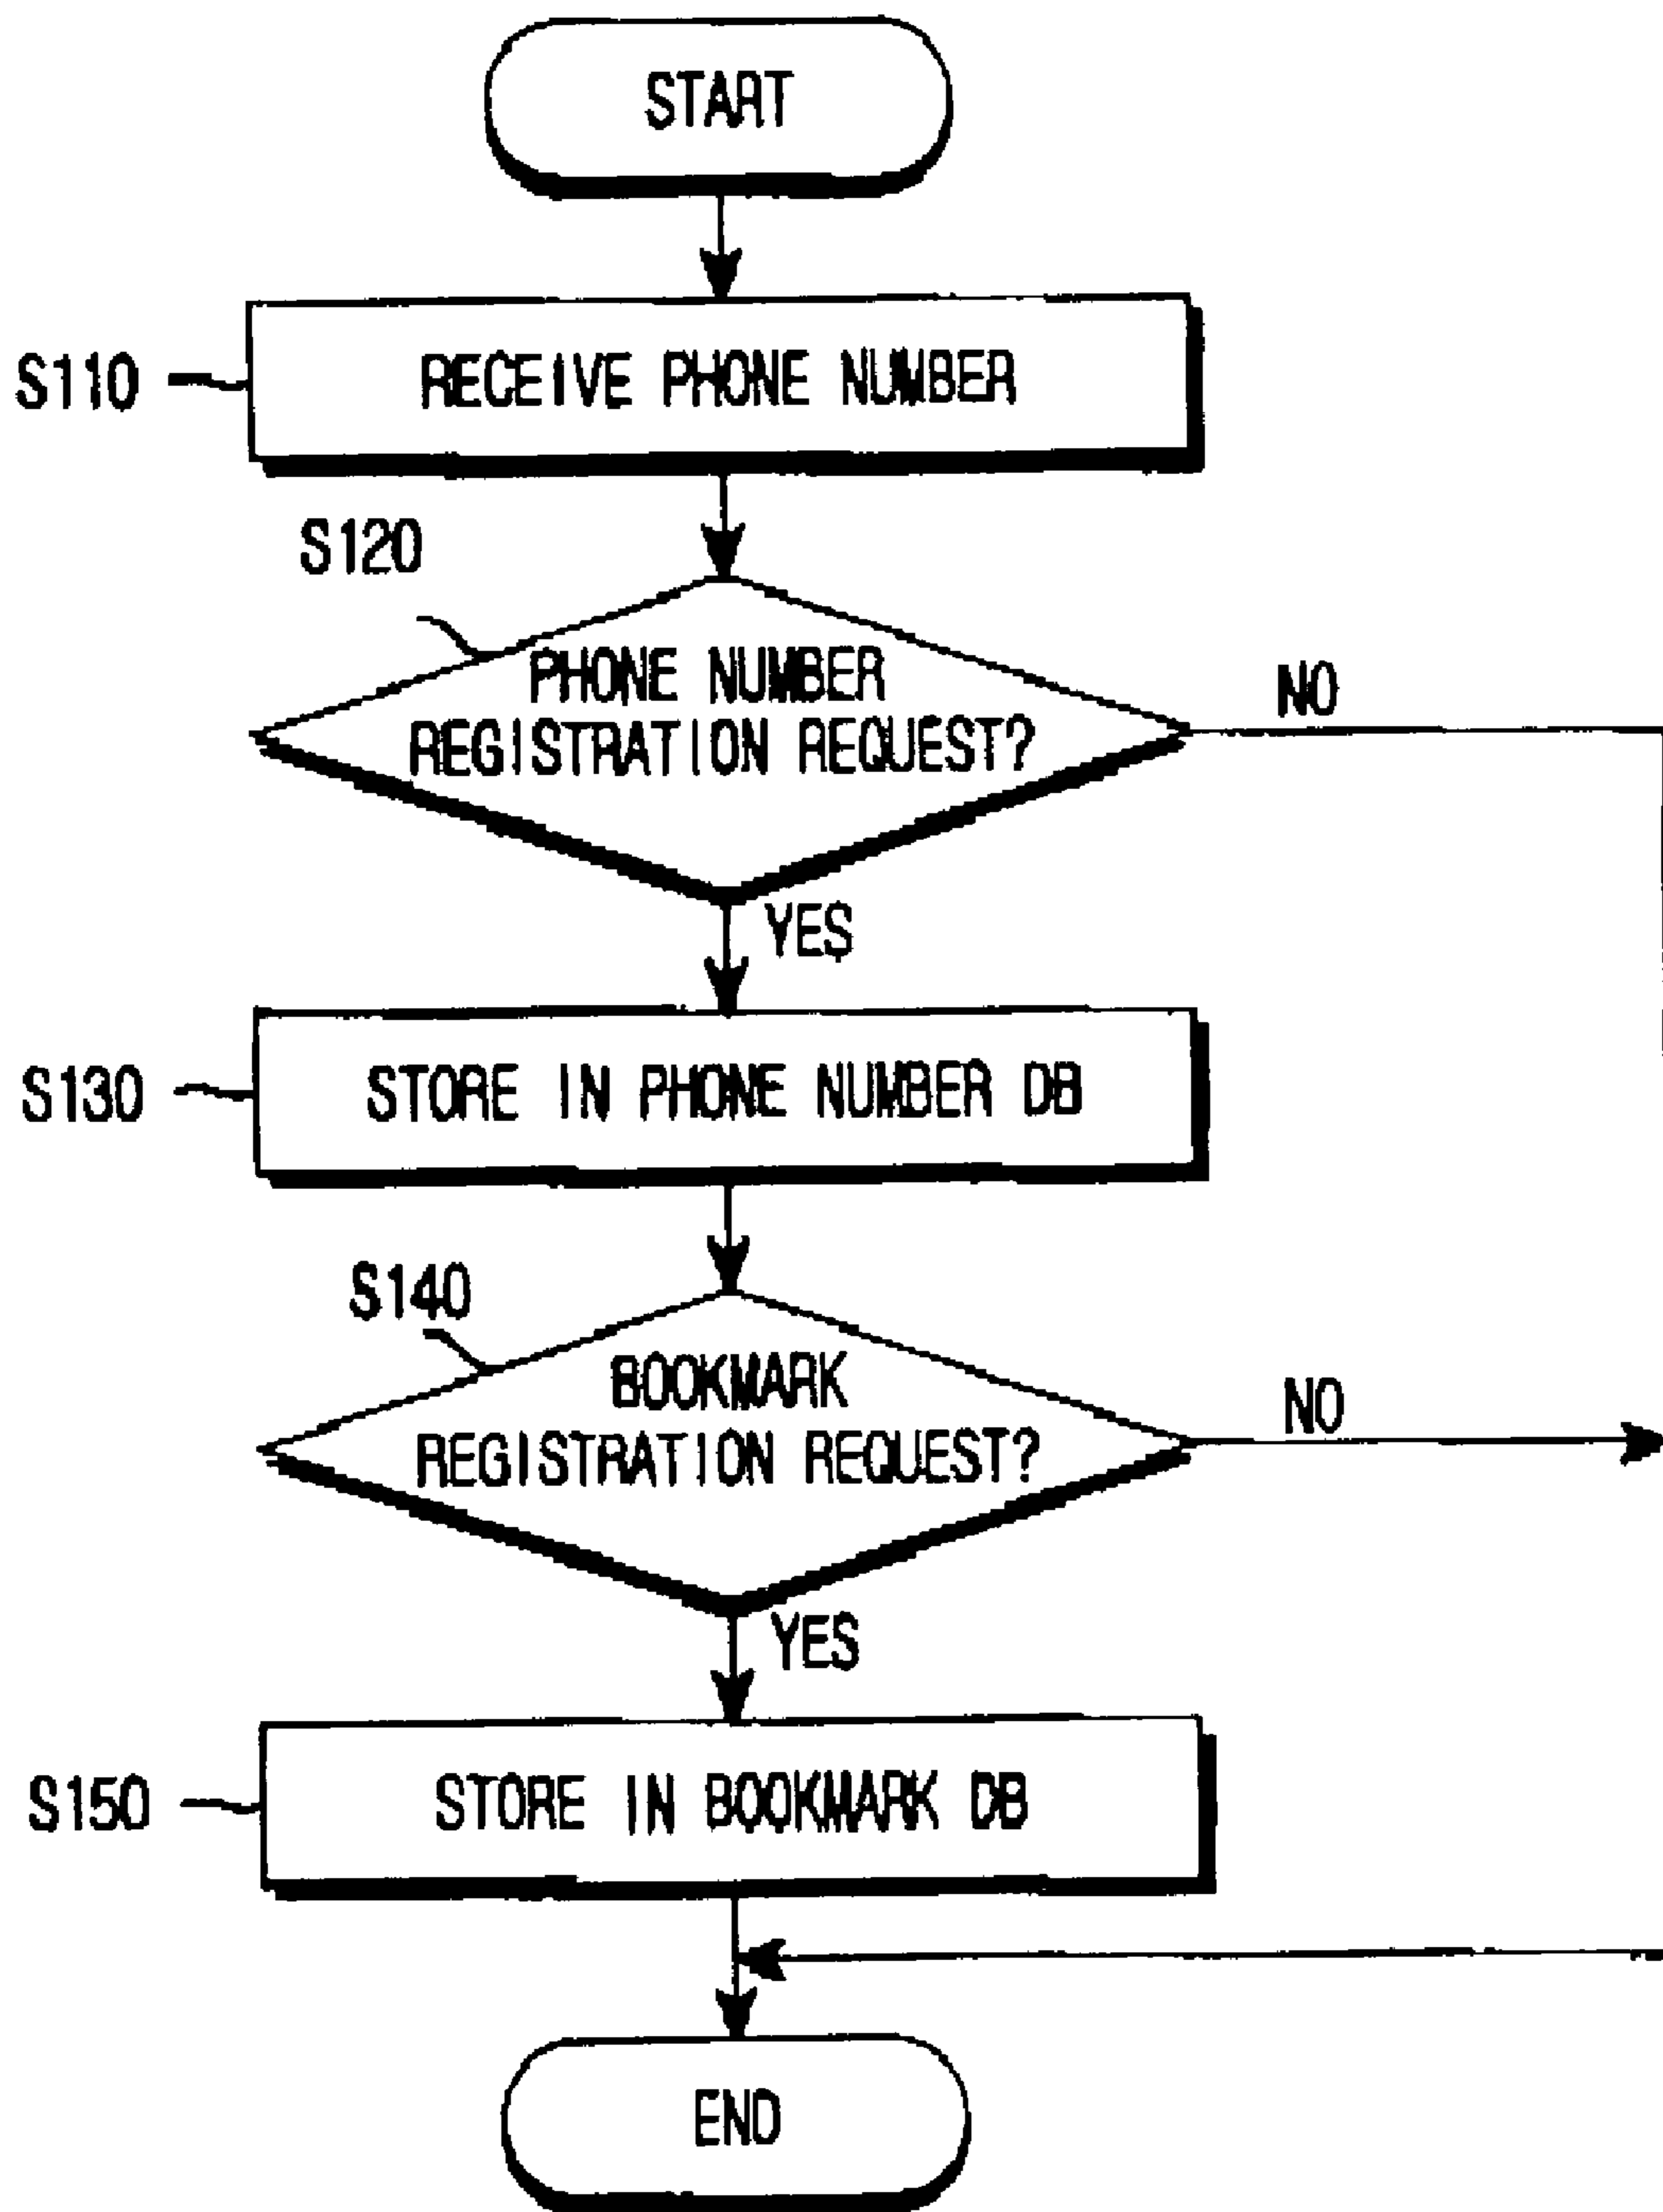 START
S110
RECEIVE PHONE NUMBER
S120
PHONE NUMBER
REGISTRATION REQUEST?
NO
YES
S130
STORE IN PHONE NUMBER DB
S140
BOOKMARK
REGISTRATION REQUEST?
NO
YES
S150
STORE IN BOOKMARK DB
END